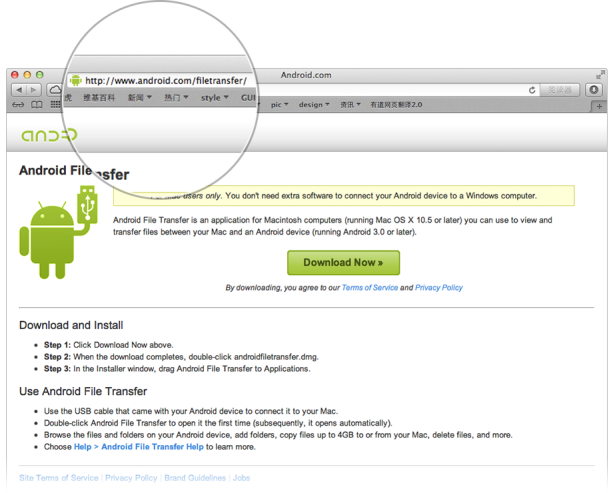 Android.com
http://www.android.com/filetransfer/
阅读器
虎 维基百科 新闻 热门 style GUI pic design 资讯 有道网页翻译2.0
Android File
nsfer
users only. You don't need extra software to connect your Android device to a Windows computer.
Android File Transfer is an application for Macintosh computers (running Mac OS X 10.5 or later) you can use to view and
transfer files between your Mac and an Android device (running Android 3.0 or later).
Download Now »
By downloading, you agree to our Terms of Service and Privacy Policy
Download and Install
• Step 1: Click Download Now above.
• Step 2: When the download completes, double-click androidfiletransfer.dmg.
• Step 3: In the Installer window, drag Android File Transfer to Applications.
Use Android File Transfer
• Use the USB cable that came with your Android device to connect it to your Mac.
• Double-click Android File Transfer to open it the first time (subsequently, it opens automatically).
• Browse the files and folders on your Android device, add folders, copy files up to 4GB to or from your Mac, delete files, and more.
• Choose Help > Android File Transfer Help to learn more.
Site Terms of Service | Privacy Policy | Brand Guidelines | Jobs